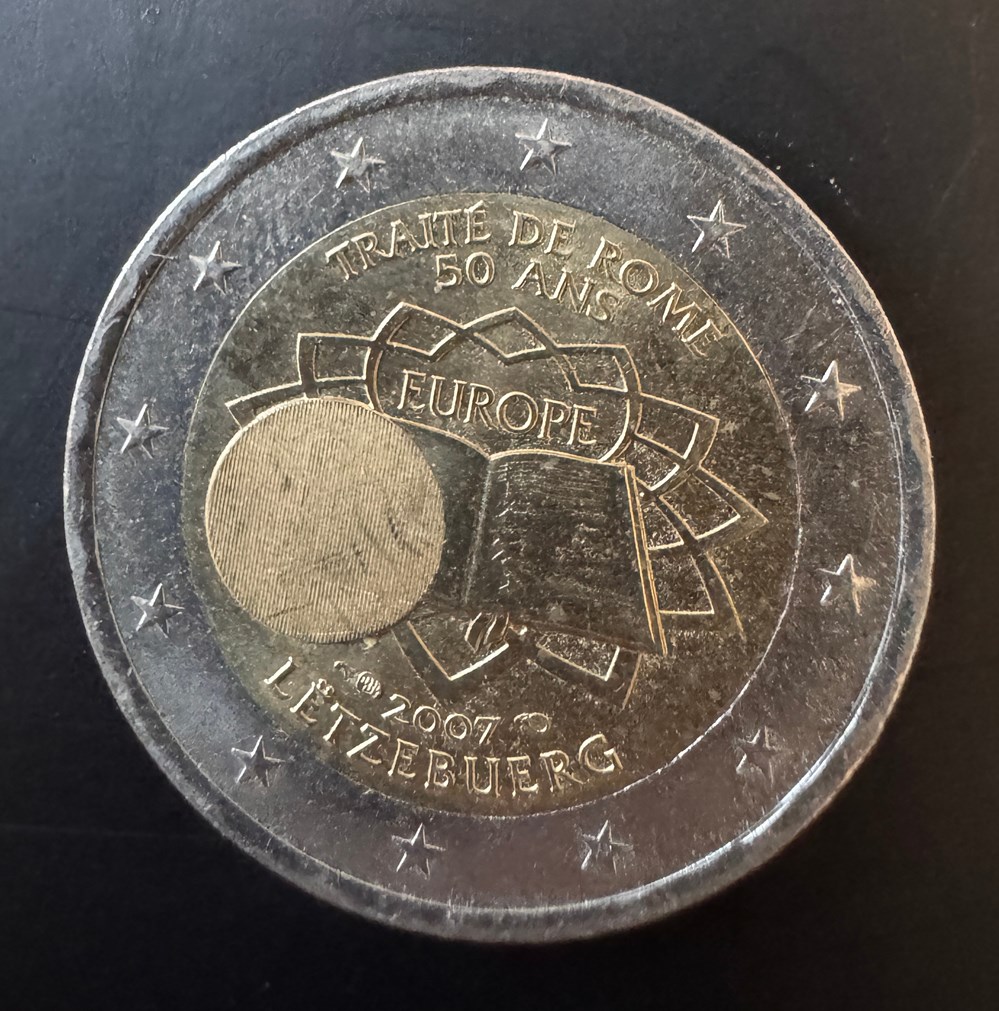 TRAITÉ DE ROME
50 ANS
EUROPE
2007
LËTZEBUERG